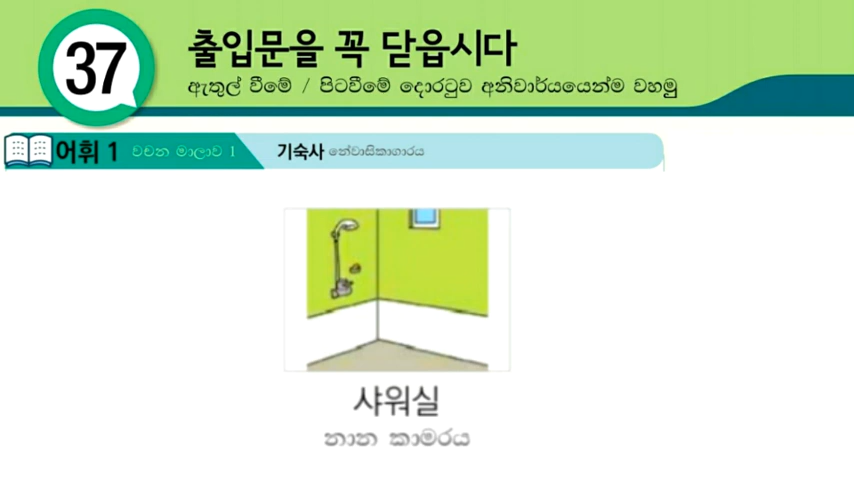 37
출입문을 꼭 닫읍시다
ඇතුල් වීමේ / පිටවීමේ දොරටුව අනිවාර්යයෙන්ම වහමු
어휘 1 වචන මාලාව 1 기숙사 නේවාසිකාගාරය
샤워실
නාන කාමරය